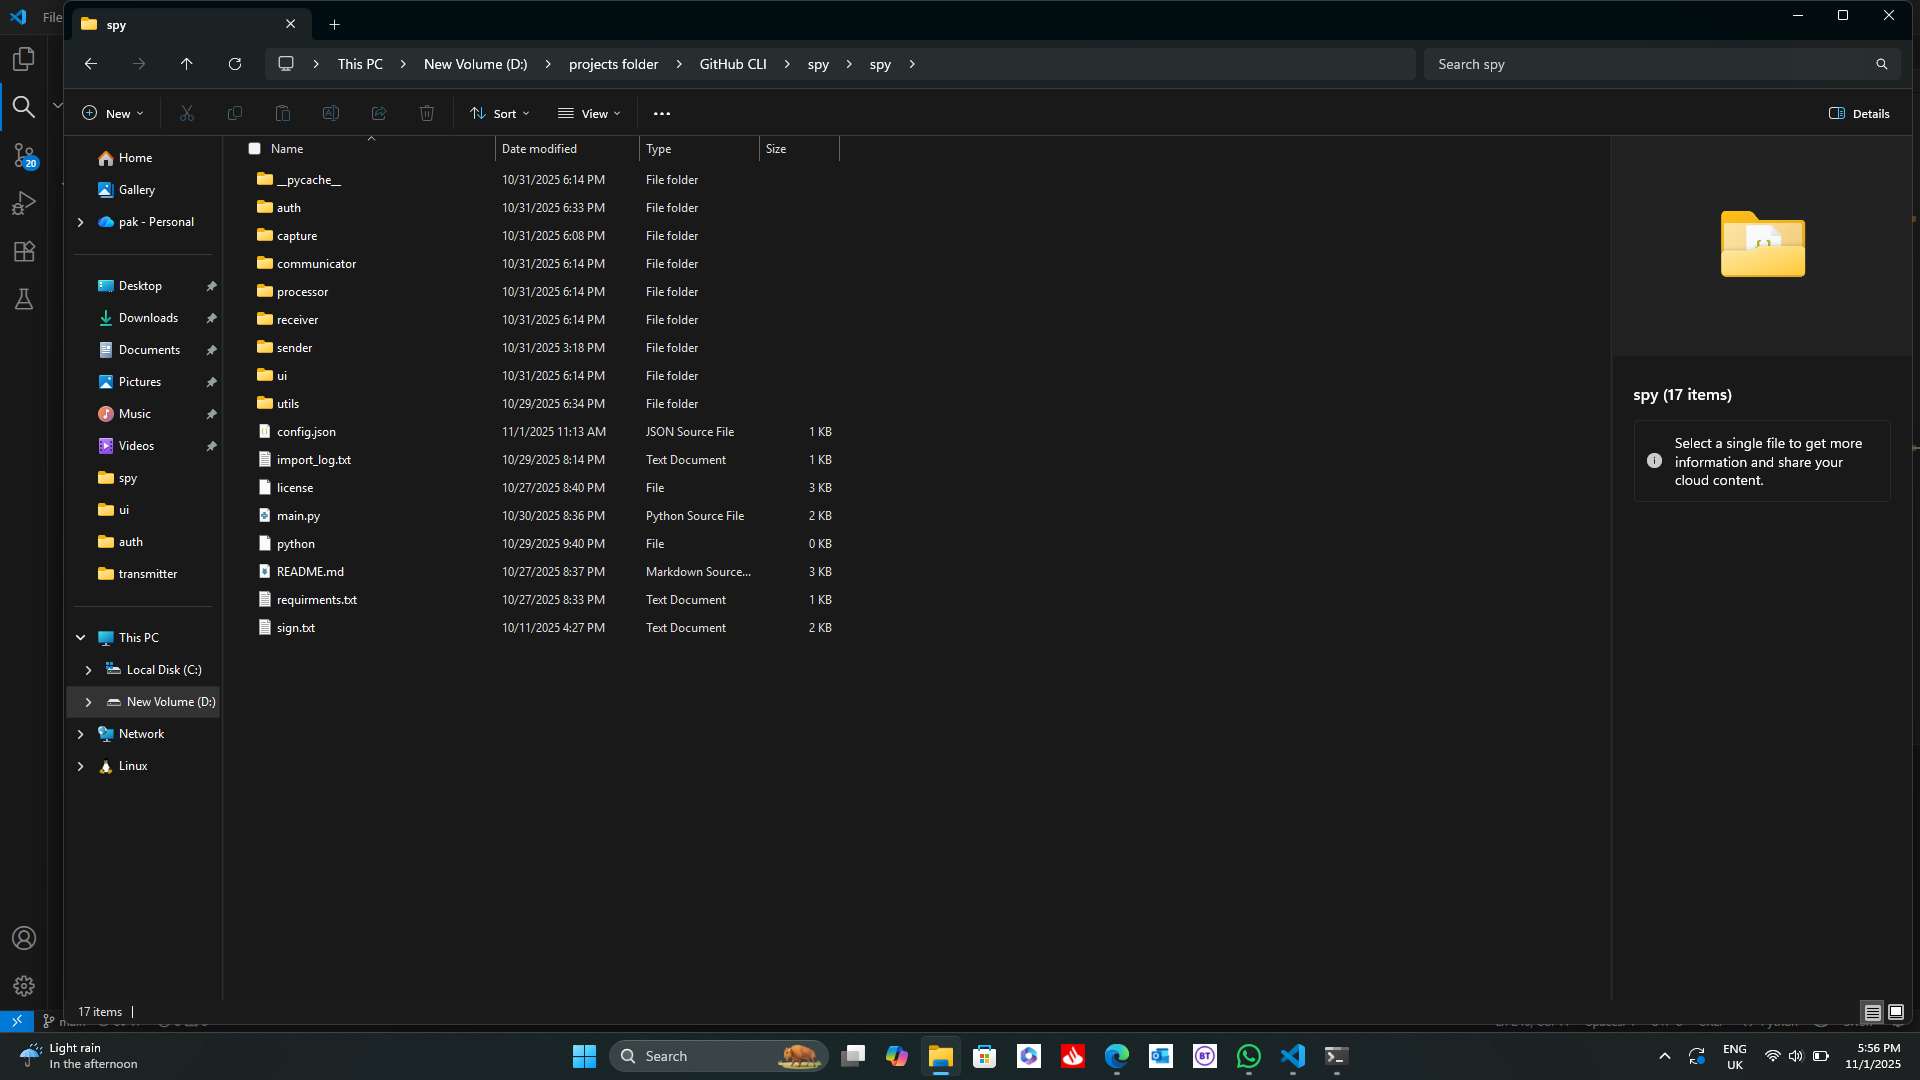 File
spy
This PC
New Volume (D:)
projects folder
GitHub CLI
spy
spy
Search spy
New
Sort
View
Details
20
Home
Gallery
pak - Personal
Desktop
Downloads
Documents
Pictures
Music
Videos
spy
ui
auth
transmitter
This PC
Local Disk (C:)
New Volume (D:)
Network
Linux
Name Date modified Type Size
__pycache__ 10/31/2025 6:14 PM File folder
auth 10/31/2025 6:33 PM File folder
capture 10/31/2025 6:08 PM File folder
communicator 10/31/2025 6:14 PM File folder
processor 10/31/2025 6:14 PM File folder
receiver 10/31/2025 6:14 PM File folder
sender 10/31/2025 3:18 PM File folder
ui 10/31/2025 6:14 PM File folder
utils 10/29/2025 6:34 PM File folder
config.json 11/1/2025 11:13 AM JSON Source File 1 KB
import_log.txt 10/29/2025 8:14 PM Text Document 1 KB
license 10/27/2025 8:40 PM File 3 KB
main.py 10/30/2025 8:36 PM Python Source File 2 KB
python 10/29/2025 9:40 PM File 0 KB
README.md 10/27/2025 8:37 PM Markdown Source... 3 KB
requirments.txt 10/27/2025 8:33 PM Text Document 1 KB
sign.txt 10/11/2025 4:27 PM Text Document 2 KB
spy (17 items)
Select a single file to get more
information and share your
cloud content.
17 items
Light rain
In the afternoon
Search
BT
ENG
UK
5:56 PM
11/1/2025